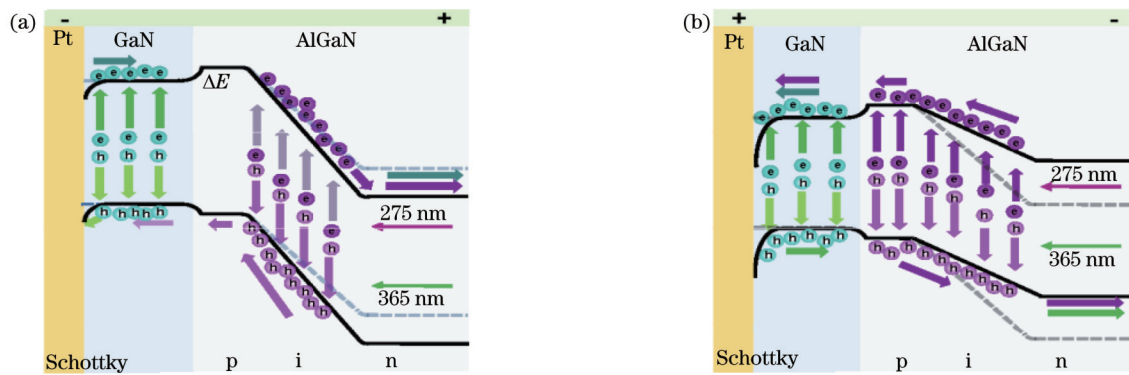 (a)
- +
Pt GaN AlGaN
ΔE
e e e e e
e e e
h h h
h h h h h
e e e e e e e e e
e e e e
h h h h
h h h h h h h h h
275 nm
365 nm
Schottky p i n
(b)
+ -
Pt GaN AlGaN
e e e e e e
e e e
h h h
h h h h h
e e e e e e e e e e
e e e e e e
h h h h h h
h h h h h h h h h h h
275 nm
365 nm
Schottky p i n